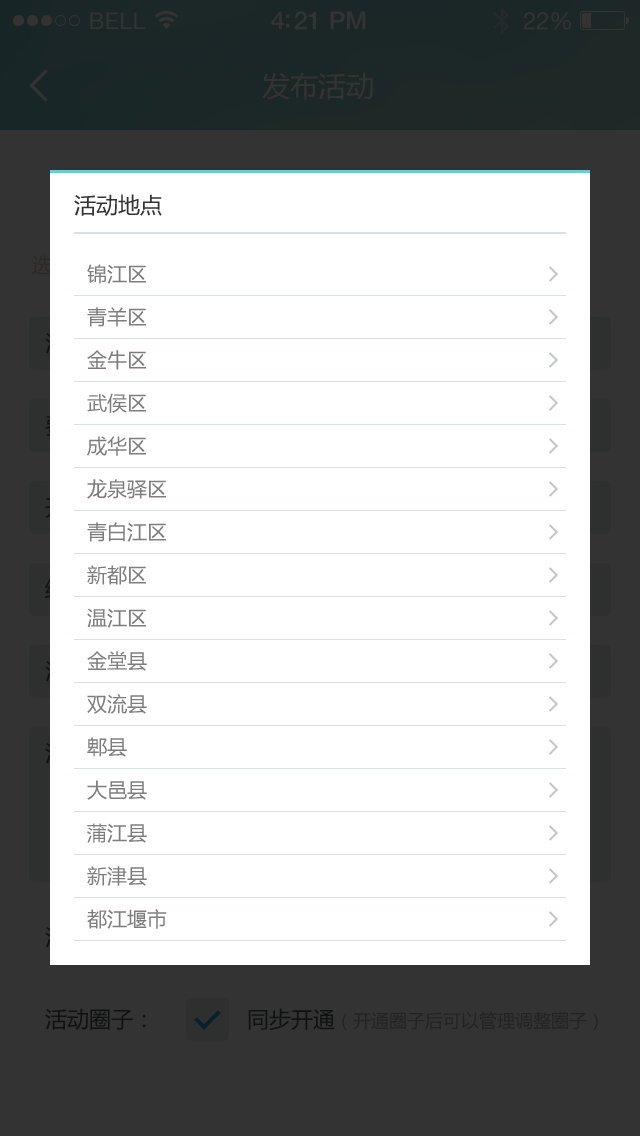 BELL 4:21 PM 22%
发布活动
活动地点
选
锦江区
青羊区
金牛区
武侯区
成华区
龙泉驿区
青白江区
新都区
温江区
金堂县
双流县
郫县
大邑县
蒲江县
新津县
都江堰市
活动圈子： 同步开通（开通圈子后可以管理调整圈子）